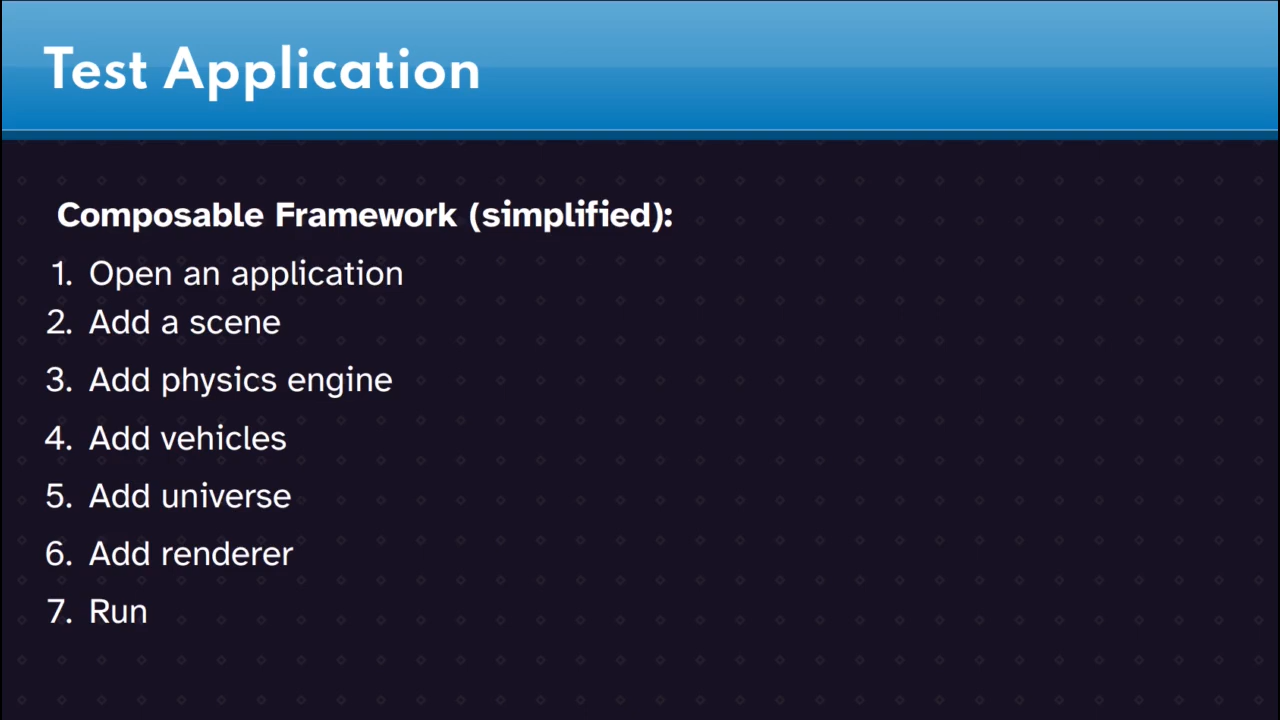 Test Application
Composable Framework (simplified):
1. Open an application
2. Add a scene
3. Add physics engine
4. Add vehicles
5. Add universe
6. Add renderer
7. Run